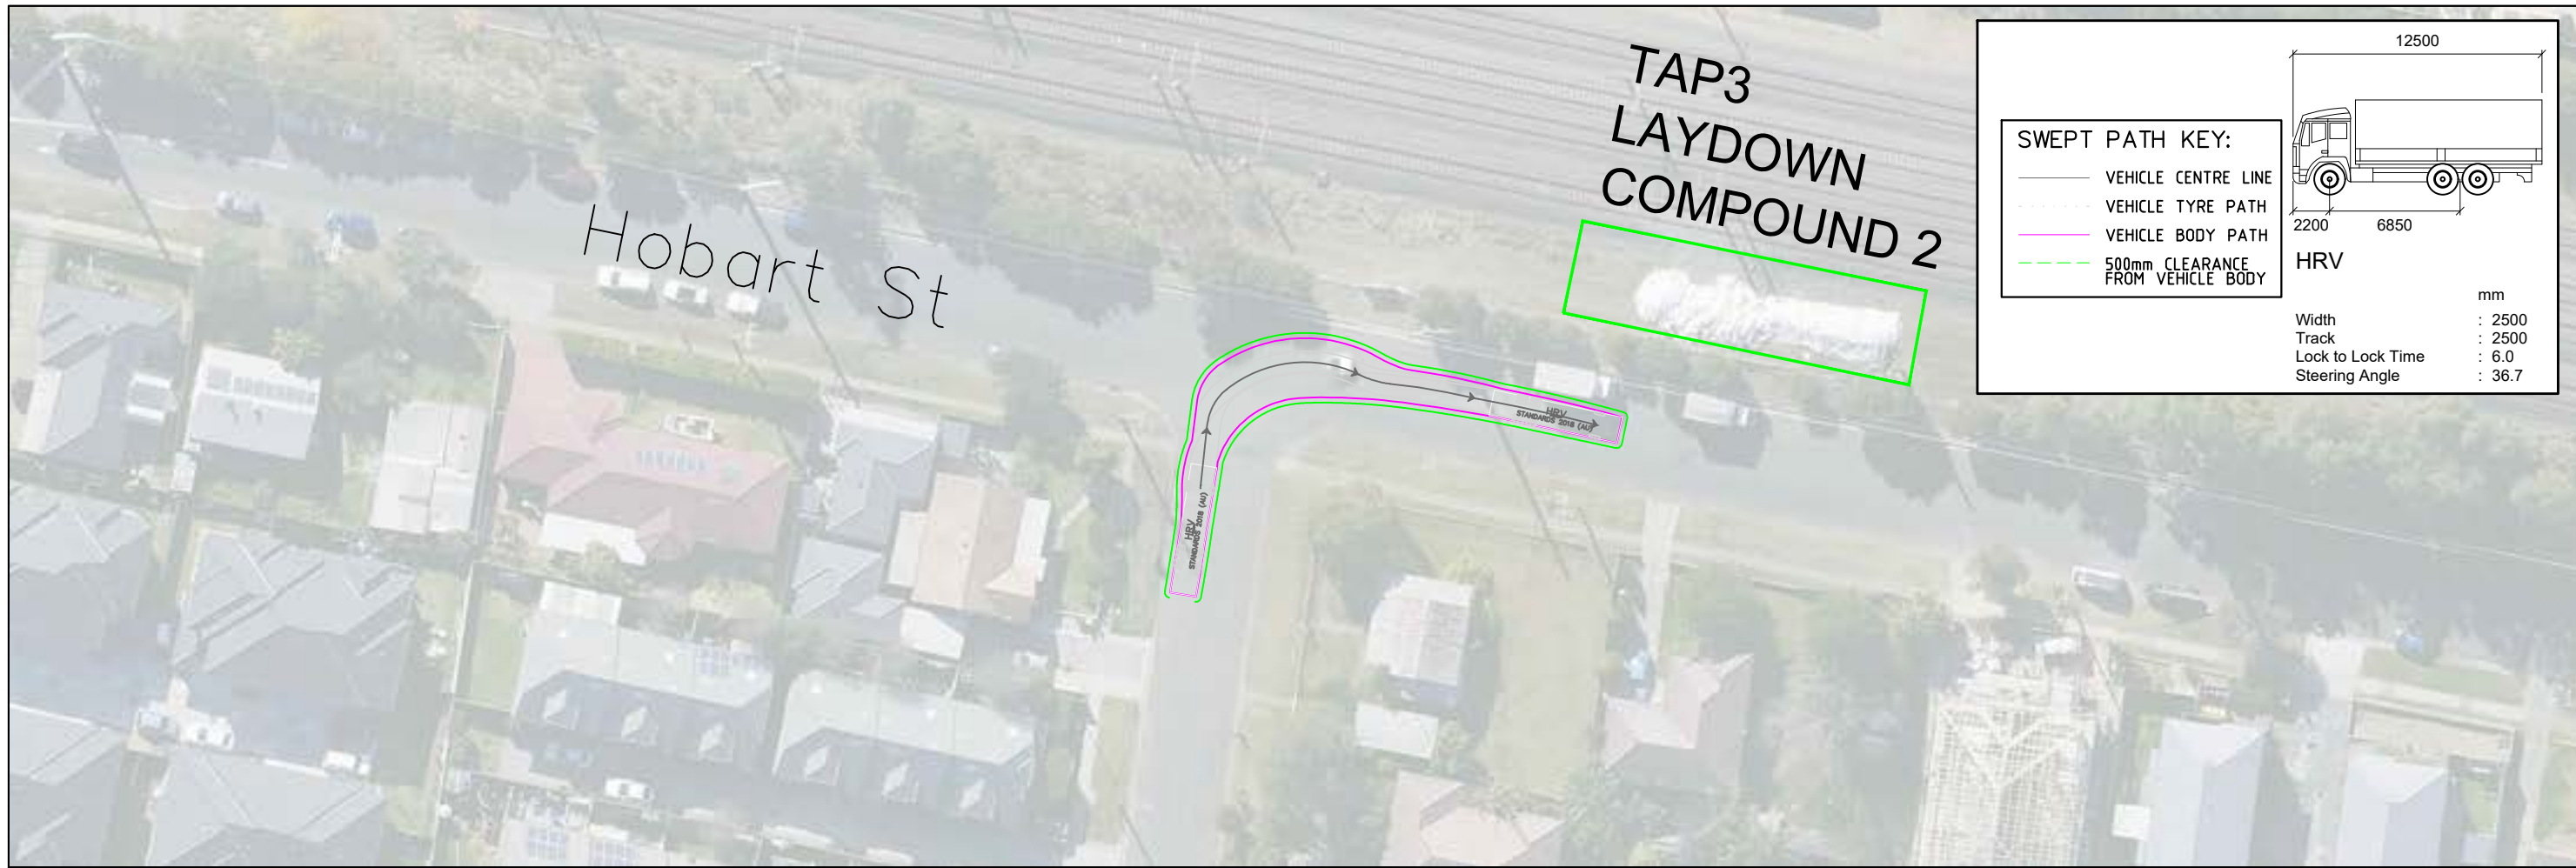 Hobart St
TAP3
LAYDOWN
COMPOUND 2
HRV
STANDARDS 2018 (AU)
HRV
STANDARDS 2018 (AU)
SWEPT PATH KEY:
VEHICLE CENTRE LINE
VEHICLE TYRE PATH
VEHICLE BODY PATH
500mm CLEARANCE
FROM VEHICLE BODY
12500
2200 6850
HRV
mm
Width : 2500
Track : 2500
Lock to Lock Time : 6.0
Steering Angle : 36.7